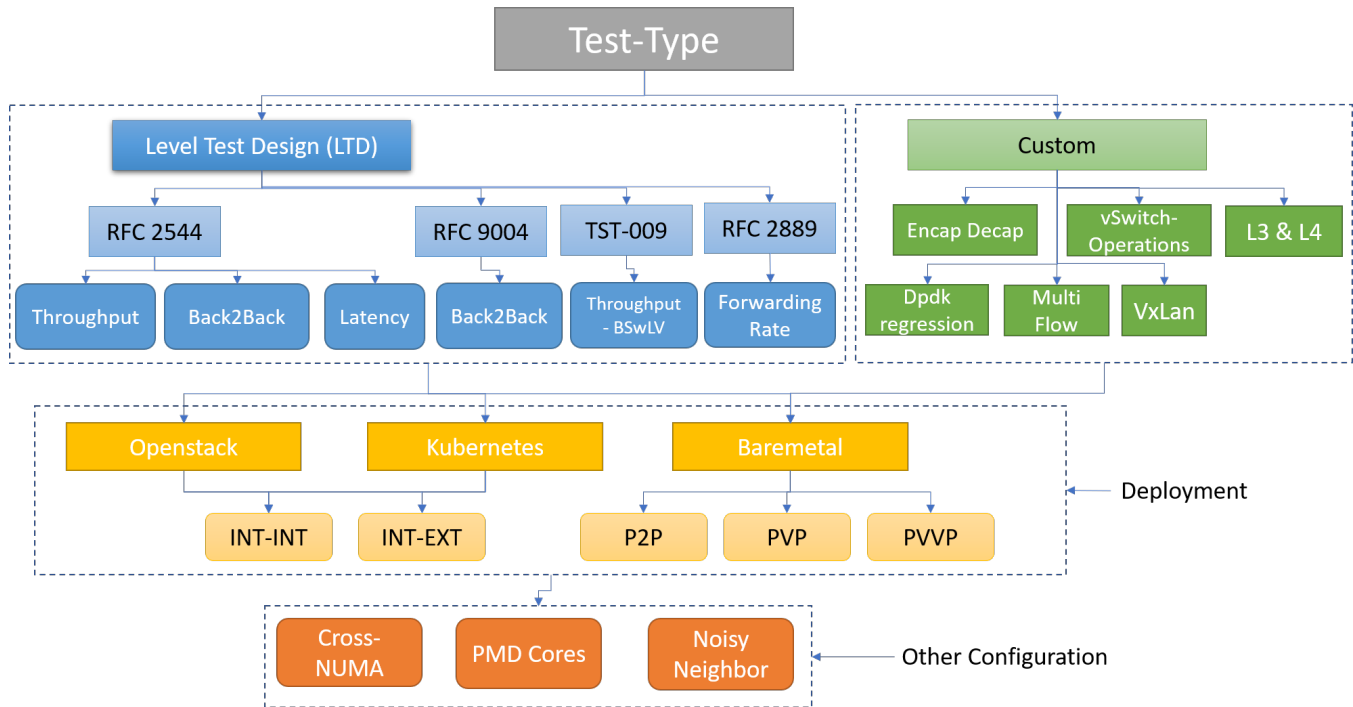 Test-Type
Level Test Design (LTD)
Custom
RFC 2544
RFC 9004
TST-009
RFC 2889
Encap Decap
vSwitch-
Operations
L3 & L4
Throughput
Back2Back
Latency
Back2Back
Throughput
- BSwLV
Forwarding
Rate
Dpdk
regression
Multi
Flow
VxLan
Openstack
Kubernetes
Baremetal
Deployment
INT-INT
INT-EXT
P2P
PVP
PVVP
Cross-
NUMA
PMD Cores
Noisy
Neighbor
Other Configuration